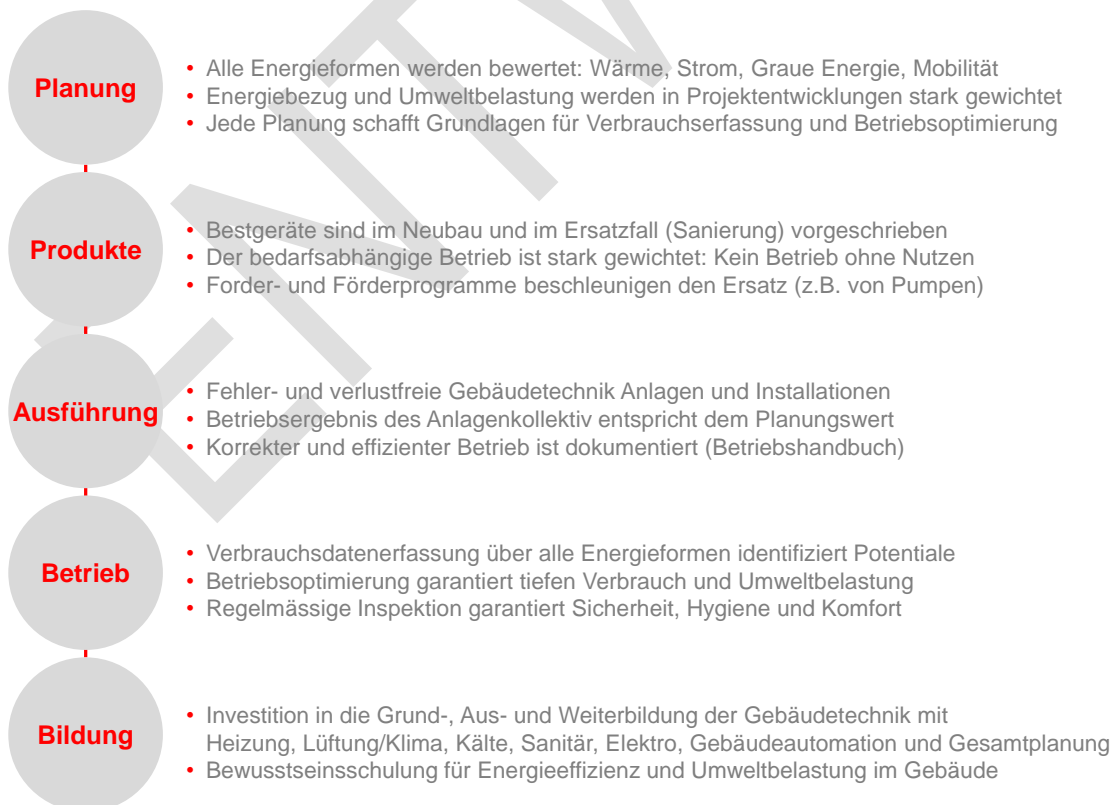 Planung
• Alle Energieformen werden bewertet: Wärme, Strom, Graue Energie, Mobilität
• Energiebezug und Umweltbelastung werden in Projektentwicklungen stark gewichtet
• Jede Planung schafft Grundlagen für Verbrauchserfassung und Betriebsoptimierung
Produkte
• Bestgeräte sind im Neubau und im Ersatzfall (Sanierung) vorgeschrieben
• Der bedarfsabhängige Betrieb ist stark gewichtet: Kein Betrieb ohne Nutzen
• Forder- und Förderprogramme beschleunigen den Ersatz (z.B. von Pumpen)
Ausführung
• Fehler- und verlustfreie Gebäudetechnik Anlagen und Installationen
• Betriebsergebnis des Anlagenkollektiv entspricht dem Planungswert
• Korrekter und effizienter Betrieb ist dokumentiert (Betriebshandbuch)
Betrieb
• Verbrauchsdatenerfassung über alle Energieformen identifiziert Potentiale
• Betriebsoptimierung garantiert tiefen Verbrauch und Umweltbelastung
• Regelmässige Inspektion garantiert Sicherheit, Hygiene und Komfort
Bildung
• Investition in die Grund-, Aus- und Weiterbildung der Gebäudetechnik mit
Heizung, Lüftung/Klima, Kälte, Sanitär, Elektro, Gebäudeautomation und Gesamtplanung
• Bewusstseinsschulung für Energieeffizienz und Umweltbelastung im Gebäude